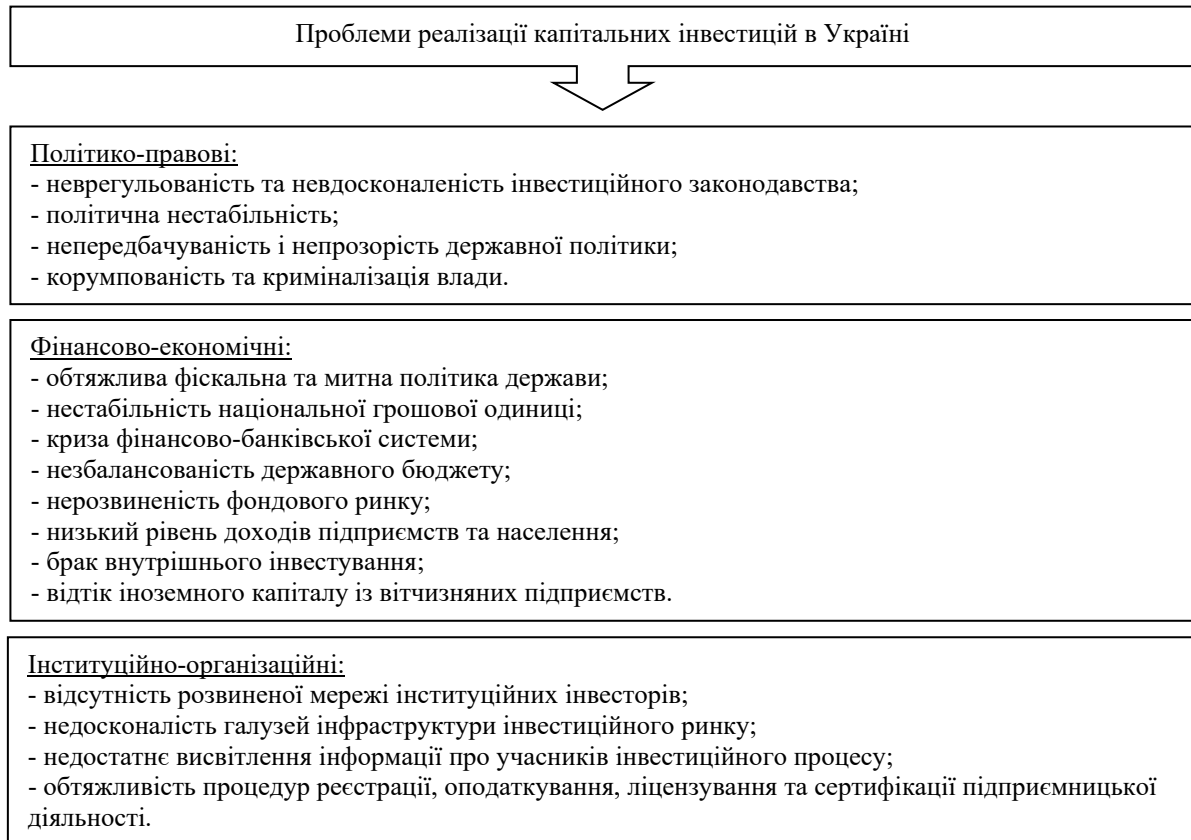 Проблеми реалізації капітальних інвестицій в Україні
Політико-правові:
- неврегульованість та невдосконаленість інвестиційного законодавства;
- політична нестабільність;
- непередбачуваність і непрозорість державної політики;
- корумпованість та криміналізація влади.
Фінансово-економічні:
- обтяжлива фіскальна та митна політика держави;
- нестабільність національної грошової одиниці;
- криза фінансово-банківської системи;
- незбалансованість державного бюджету;
- нерозвиненість фондового ринку;
- низький рівень доходів підприємств та населення;
- брак внутрішнього інвестування;
- відтік іноземного капіталу із вітчизняних підприємств.
Інституційно-організаційні:
- відсутність розвиненої мережі інституційних інвесторів;
- недосконалість галузей інфраструктури інвестиційного ринку;
- недостатнє висвітлення інформації про учасників інвестиційного процесу;
- обтяжливість процедур реєстрації, оподаткування, ліцензування та сертифікації підприємницької
діяльності.